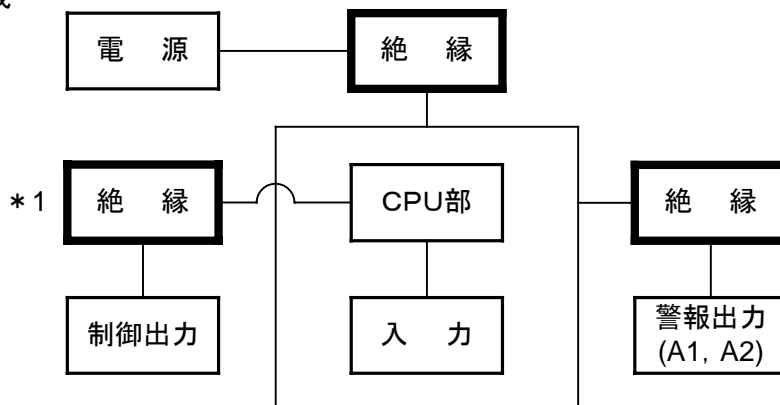 電　源
絶　縁
＊1
絶　縁
CPU部
絶　縁
制御出力
入　力
警報出力
(A1, A2)